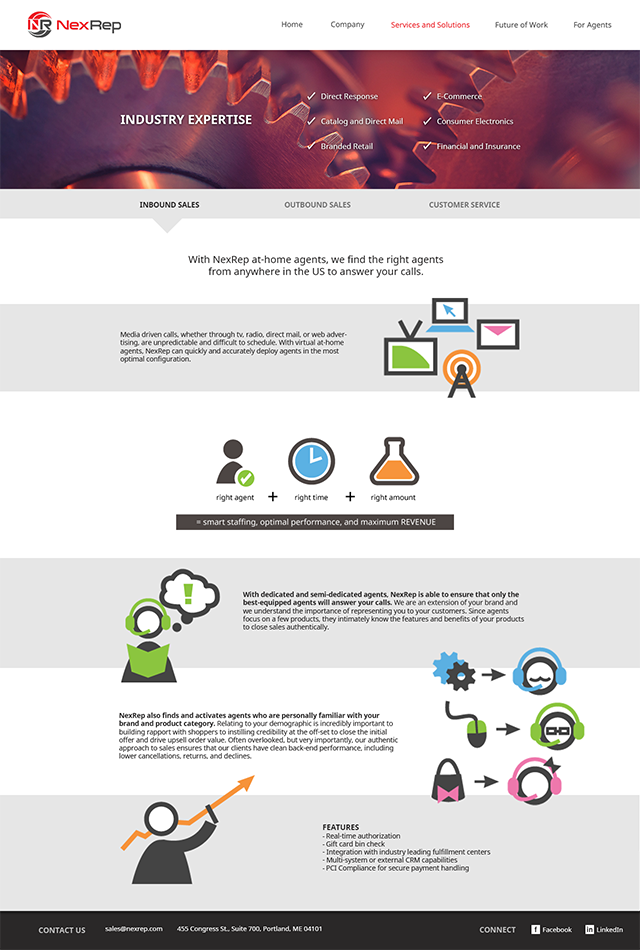 NR NexRep
Home Company Services and Solutions Future of Work For Agents
INDUSTRY EXPERTISE
Direct Response
Catalog and Direct Mail
Branded Retail
E-Commerce
Consumer Electronics
Financial and Insurance
INBOUND SALES OUTBOUND SALES CUSTOMER SERVICE
With NexRep at-home agents, we find the right agents
from anywhere in the US to answer your calls.
Media driven calls, whether through tv, radio, direct mail, or web adver-
tising, are unpredictable and difficult to schedule. With virtual at-home
agents, NexRep can quickly and accurately deploy agents in the most
optimal configuration.
right agent + right time + right amount
= smart staffing, optimal performance, and maximum REVENUE
With dedicated and semi-dedicated agents, NexRep is able to ensure that only the
best-equipped agents will answer your calls. We are an extension of your brand and
we understand the importance of representing you to your customers. Since agents
focus on a few products, they intimately know the features and benefits of your products
to close sales authentically.
NexRep also finds and activates agents who are personally familiar with your
brand and product category. Relating to your demographic is incredibly important to
building rapport with shoppers to instilling credibility at the off-set to close the initial
offer and drive upsell order value. Often overlooked, but very importantly, our authentic
approach to sales ensures that our clients have clean back-end performance, including
lower cancellations, returns, and declines.
FEATURES
- Real-time authorization
- Gift card bin check
- Integration with industry leading fulfillment centers
- Multi-system or external CRM capabilities
- PCI Compliance for secure payment handling
CONTACT US sales@nexrep.com 455 Congress St., Suite 700, Portland, ME 04101 CONNECT f Facebook in LinkedIn